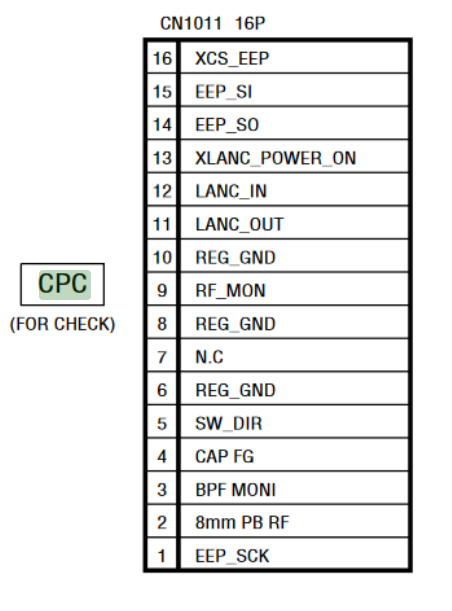 CN1011 16P
16 XCS_EEP
15 EEP_SI
14 EEP_SO
13 XLANC_POWER_ON
12 LANC_IN
11 LANC_OUT
10 REG_GND
9 RF_MON
8 REG_GND
7 N.C
6 REG_GND
5 SW_DIR
4 CAP FG
3 BPF MONI
2 8mm PB RF
1 EEP_SCK
CPC
(FOR CHECK)